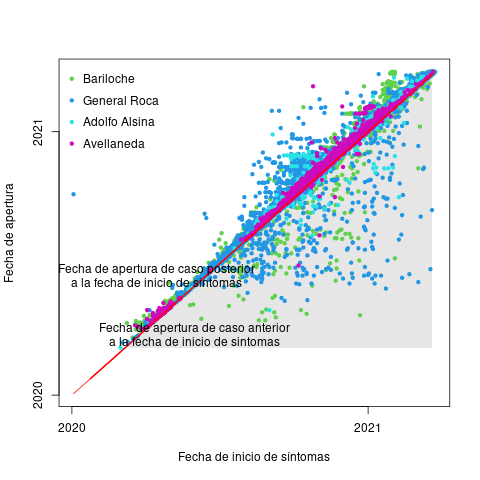 Bariloche
General Roca
Adolfo Alsina
Avellaneda
2021
Fecha de apertura
Fecha de apertura de caso posterior
a la fecha de inicio de síntomas
Fecha de apertura de caso anterior
a le fecha de inicio de sintomas
2020
2020
2021
Fecha de inicio de síntomas